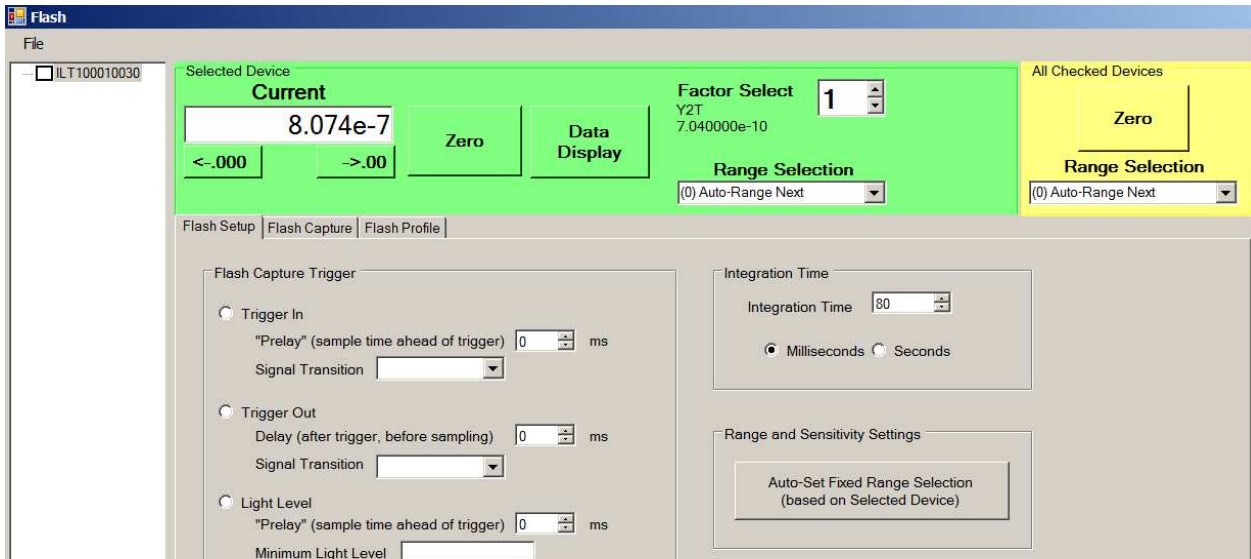 Flash
File
ILT100010030
Selected Device
Current
8.074e-7
<-.000
->.00
Zero
Data
Display
Factor Select
Y2T
7.040000e-10
1
Range Selection
(0) Auto-Range Next
All Checked Devices
Zero
Range Selection
(0) Auto-Range Next
Flash Setup Flash Capture Flash Profile
Flash Capture Trigger
Trigger In
"Prelay" (sample time ahead of trigger) 0 ms
Signal Transition
Trigger Out
Delay (after trigger, before sampling) 0 ms
Signal Transition
Light Level
"Prelay" (sample time ahead of trigger) 0 ms
Minimum Light Level
Integration Time
Integration Time 80
Milliseconds Seconds
Range and Sensitivity Settings
Auto-Set Fixed Range Selection
(based on Selected Device)